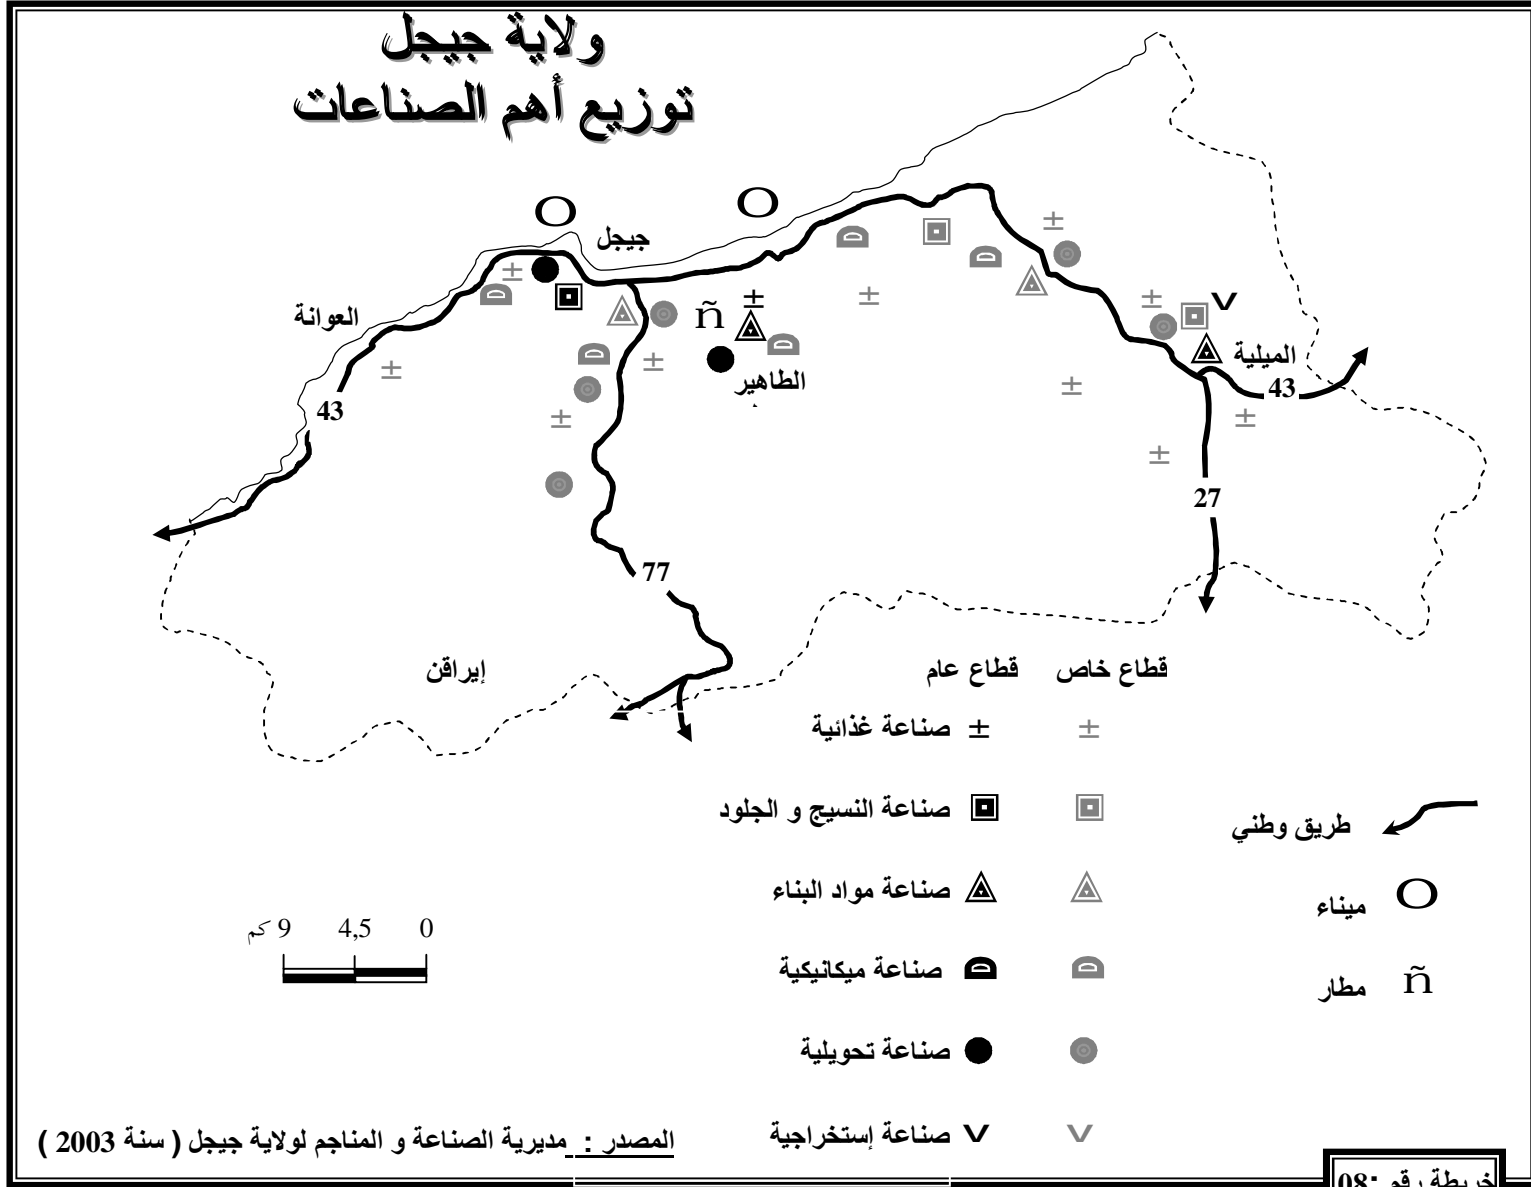 ولاية جيجل
توزيع أهم الصناعات
جيجل
العوانة
الطاهير
الميلية
43
43
27
77
إيراقن
قطاع خاص قطاع عام
± ± صناعة غذائية
صناعة النسيج و الجلود
صناعة مواد البناء
صناعة ميكانيكية
صناعة تحويلية
v v صناعة إستخراجية
طريق وطني
O ميناء
ñ مطار
0 4,5 9 كم
المصدر : مديرية الصناعة و المناجم لولاية جيجل ( سنة 2003 )
خريطة رقم :08